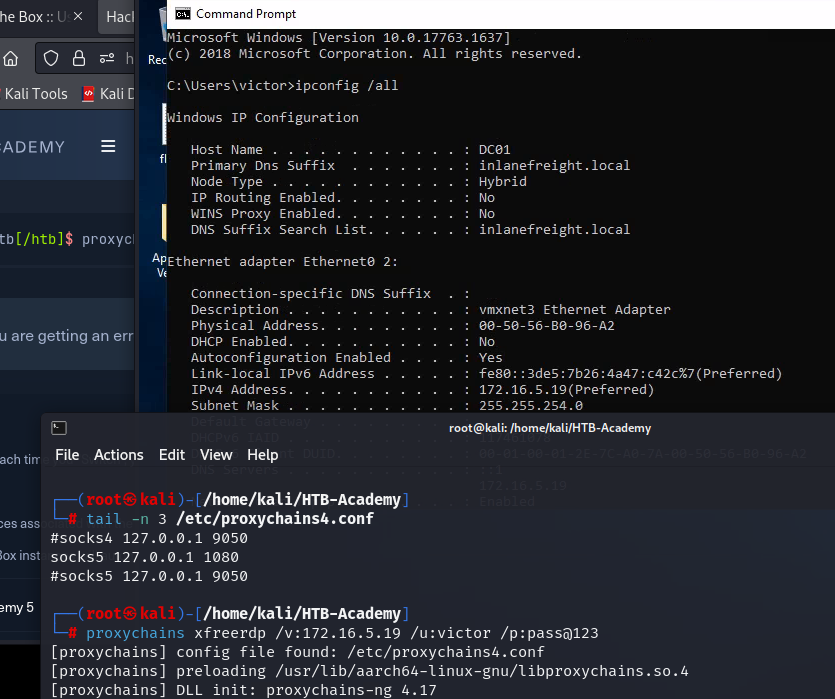 he Box :: U
Hack
h
Kali Tools
Kali D
ADEMY
tb[/htb]$ proxyc
u are getting an err
ach tim
ces ass
Box inst
emy 5
Rec
fl
Ap
Ve
Command Prompt
Microsoft Windows [Version 10.0.17763.1637]
(c) 2018 Microsoft Corporation. All rights reserved.
C:\Users\victor>ipconfig /all
Windows IP Configuration
Host Name . . . . . . . . . . . . : DC01
Primary Dns Suffix  . . . . . . . : inlanefreight.local
Node Type . . . . . . . . . . . . : Hybrid
IP Routing Enabled. . . . . . . . : No
WINS Proxy Enabled. . . . . . . . : No
DNS Suffix Search List. . . . . . : inlanefreight.local
Ethernet adapter Ethernet0 2:
Connection-specific DNS Suffix  . :
Description . . . . . . . . . . . : vmxnet3 Ethernet Adapter
Physical Address. . . . . . . . . : 00-50-56-B0-96-A2
DHCP Enabled. . . . . . . . . . . : No
Autoconfiguration Enabled . . . . : Yes
Link-local IPv6 Address . . . . . : fe80::3de5:7b26:4a47:c42c%7(Preferred)
IPv4 Address. . . . . . . . . . . : 172.16.5.19(Preferred)
Subnet Mask . . . . . . . . . . . : 255.255.254.0
Default Gateway
DHCPv6 IAID
DUID
00-01-00-01-2E-7C-A0-7A-00-50-56-B0-96-A2
DNS Servers
::1
172.16.5.19
: Enabled
root@kali: /home/kali/HTB-Academy
File Actions Edit View Help
┌──(root㉿kali)-[/home/kali/HTB-Academy]
└─# tail -n 3 /etc/proxychains4.conf
#socks4 127.0.0.1 9050
socks5 127.0.0.1 1080
#socks5 127.0.0.1 9050
┌──(root㉿kali)-[/home/kali/HTB-Academy]
└─# proxychains xfreerdp /v:172.16.5.19 /u:victor /p:pass@123
[proxychains] config file found: /etc/proxychains4.conf
[proxychains] preloading /usr/lib/aarch64-linux-gnu/libproxychains.so.4
[proxychains] DLL init: proxychains-ng 4.17